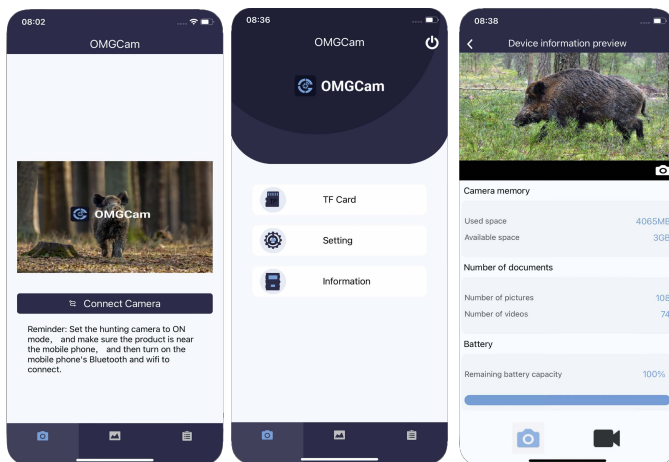 08:02
OMGCam
OMGCam
Connect Camera
Reminder: Set the hunting camera to ON
mode, and make sure the product is near
the mobile phone, and then turn on the
mobile phone's Bluetooth and wifi to
connect.
08:36
OMGCam
OMGCam
TF Card
Setting
Information
08:38
Device information preview
Camera memory
Used space 4065MB
Available space 3GB
Number of documents
Number of pictures 108
Number of videos 74
Battery
Remaining battery capacity 100%